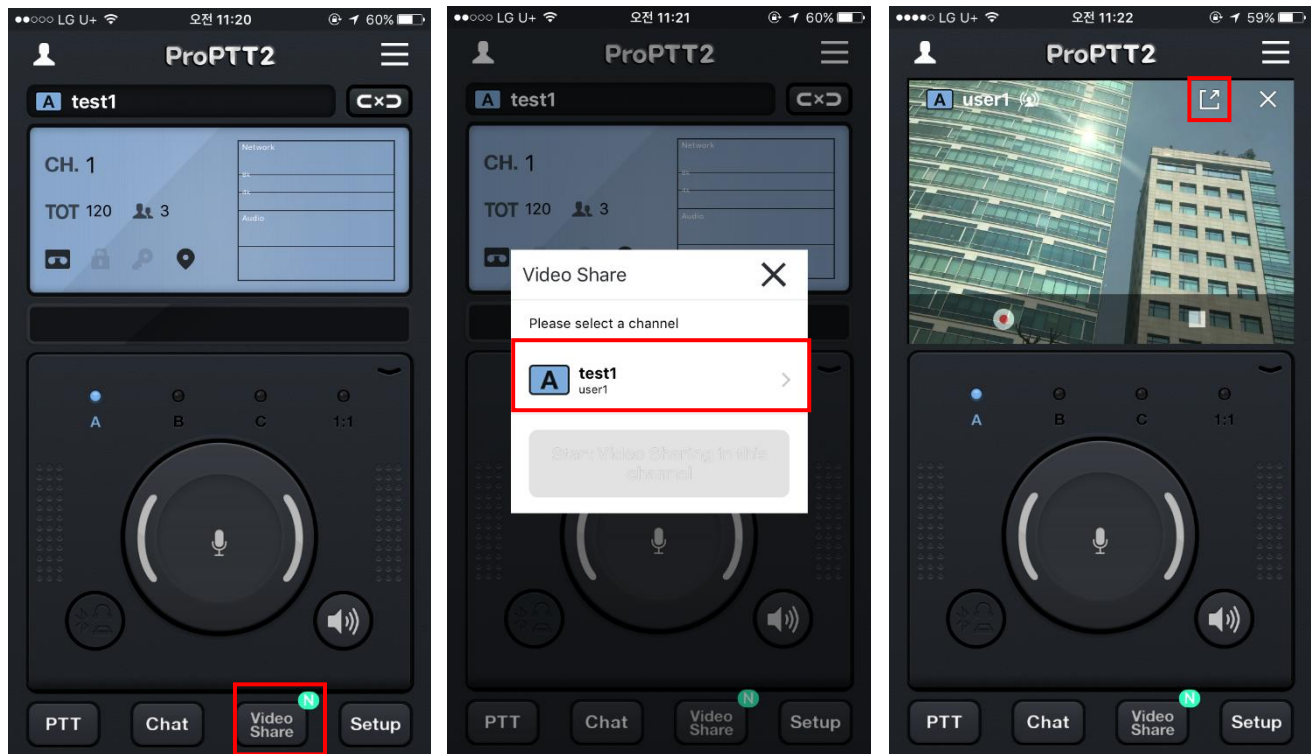 LG U+ 오전 11:20 60%
ProPTT2
A test1
CH. 1
Network
TOT 120 3
Audio
A B C 1:1
N
PTT Chat Video Share Setup
LG U+ 오전 11:21 60%
ProPTT2
A test1
CH. 1
Network
TOT 120 3
Audio
Video Share
Please select a channel
A test1
user1
Start Video Sharing in this
channel
N
PTT Chat Video Share Setup
LG U+ 오전 11:22 59%
ProPTT2
A user1
A B C 1:1
N
PTT Chat Video Share Setup